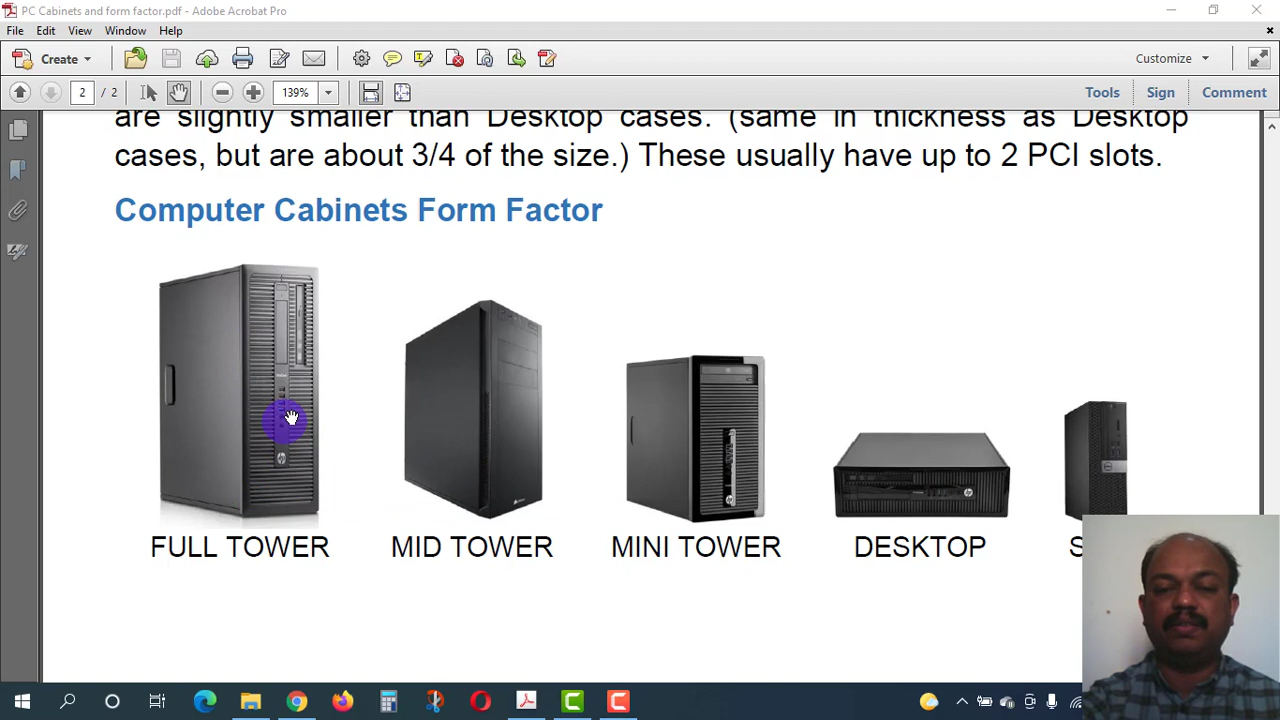 PC Cabinets and form factor.pdf - Adobe Acrobat Pro
File Edit View Window Help
Create
Customize
2 / 2
139%
Tools Sign Comment
are slightly smaller than Desktop cases. (same in thickness as Desktop
cases, but are about 3/4 of the size.) These usually have up to 2 PCI slots.
Computer Cabinets Form Factor
FULL TOWER MID TOWER MINI TOWER DESKTOP S